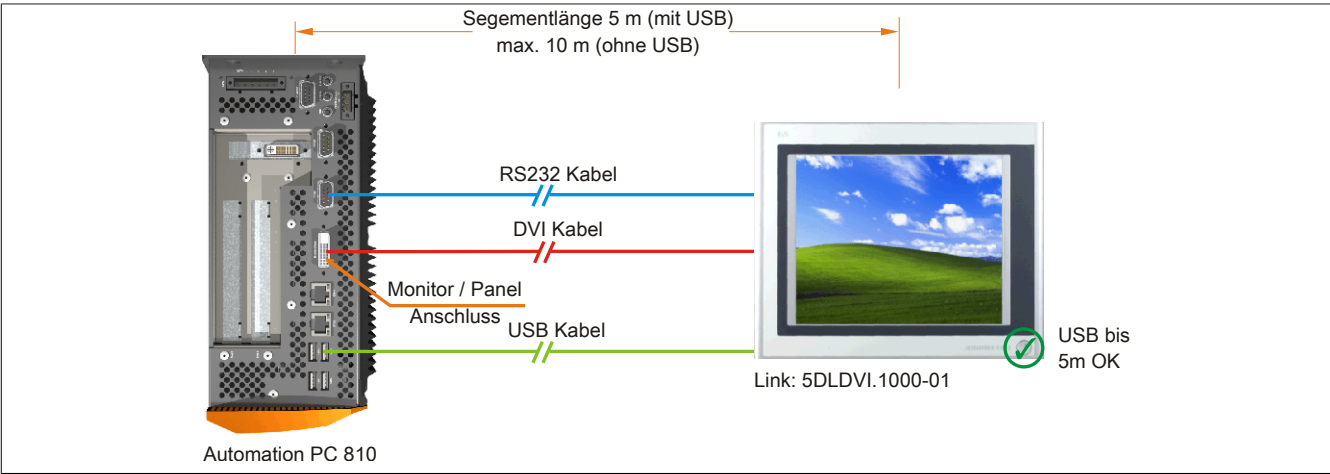 Segementlänge 5 m (mit USB)
max. 10 m (ohne USB)
RS232 Kabel
DVI Kabel
Monitor / Panel
Anschluss
USB Kabel
USB bis
5m OK
Link: 5DLDVI.1000-01
Automation PC 810